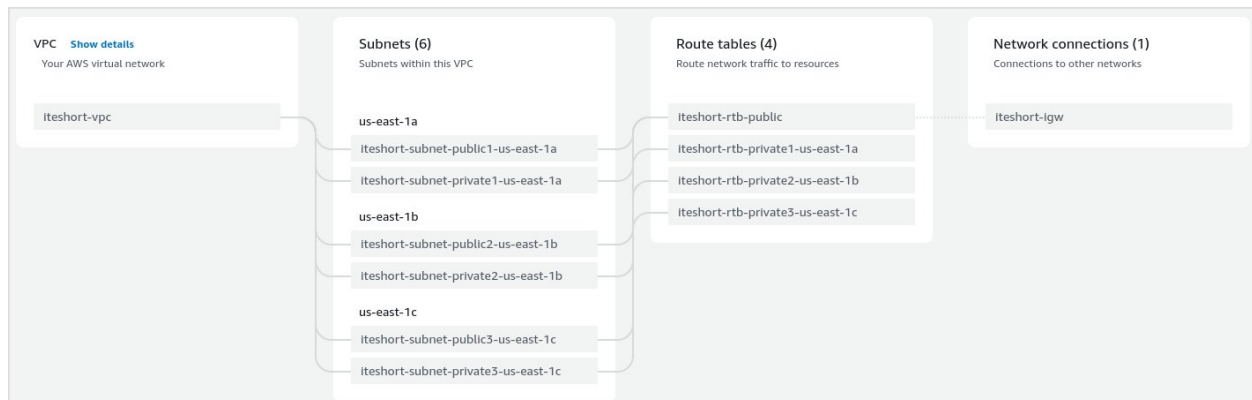 VPC Show details
Your AWS virtual network
iteshort-vpc
Subnets (6)
Subnets within this VPC
us-east-1a
iteshort-subnet-public1-us-east-1a
iteshort-subnet-private1-us-east-1a
us-east-1b
iteshort-subnet-public2-us-east-1b
iteshort-subnet-private2-us-east-1b
us-east-1c
iteshort-subnet-public3-us-east-1c
iteshort-subnet-private3-us-east-1c
Route tables (4)
Route network traffic to resources
iteshort-rtb-public
iteshort-rtb-private1-us-east-1a
iteshort-rtb-private2-us-east-1b
iteshort-rtb-private3-us-east-1c
Network connections (1)
Connections to other networks
iteshort-igw